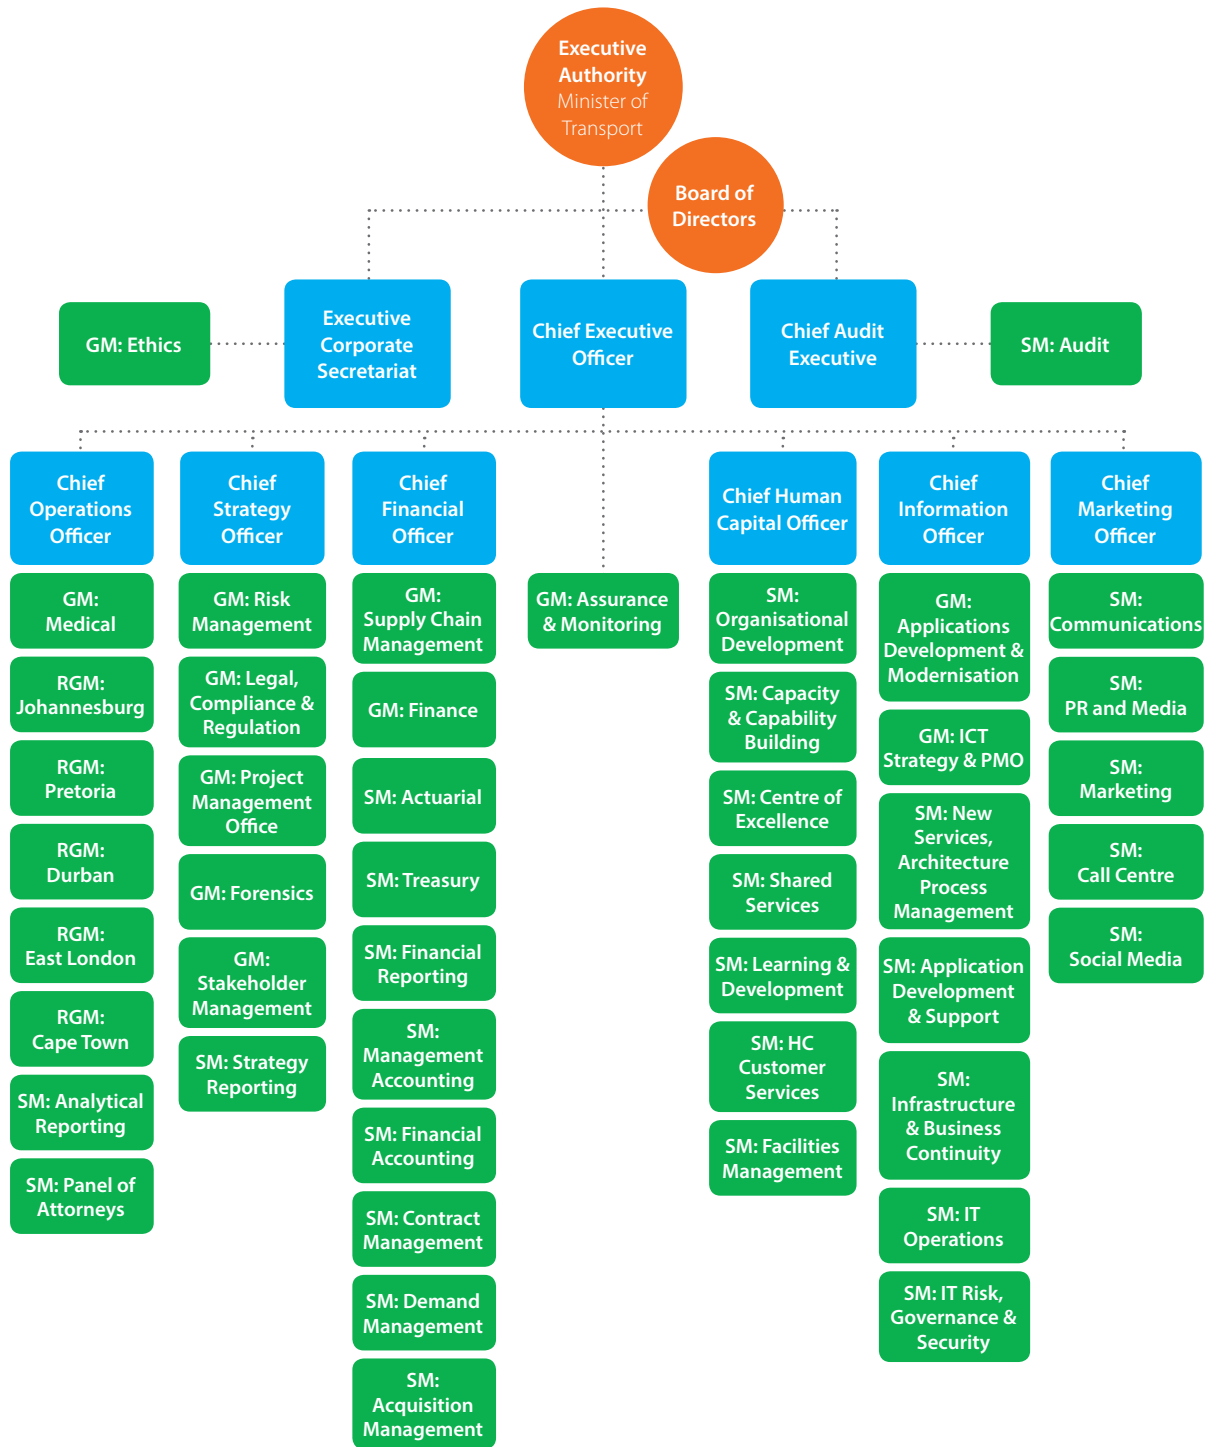 Executive
Authority
Minister of
Transport
Board of
Directors
GM: Ethics
Executive
Corporate
Secretariat
Chief Executive
Officer
Chief Audit
Executive
SM: Audit
Chief
Operations
Officer
GM:
Medical
RGM:
Johannesburg
RGM:
Pretoria
RGM:
Durban
RGM:
East London
RGM:
Cape Town
SM: Analytical
Reporting
SM: Panel of
Attorneys
Chief
Strategy
Officer
GM: Risk
Management
GM: Legal,
Compliance &
Regulation
GM: Project
Management
Office
GM: Forensics
GM:
Stakeholder
Management
SM: Strategy
Reporting
Chief
Financial
Officer
GM:
Supply Chain
Management
GM: Finance
SM: Actuarial
SM: Treasury
SM: Financial
Reporting
SM:
Management
Accounting
SM: Financial
Accounting
SM: Contract
Management
SM: Demand
Management
SM:
Acquisition
Management
GM: Assurance
& Monitoring
Chief Human
Capital Officer
SM:
Organisational
Development
SM: Capacity
& Capability
Building
SM: Centre of
Excellence
SM: Shared
Services
SM: Learning &
Development
SM: HC
Customer
Services
SM: Facilities
Management
Chief
Information
Officer
GM:
Applications
Development &
Modernisation
GM: ICT
Strategy & PMO
SM: New
Services,
Architecture
Process
Management
SM: Application
Development
& Support
SM:
Infrastructure
& Business
Continuity
SM: IT
Operations
SM: IT Risk,
Governance &
Security
Chief
Marketing
Officer
SM:
Communications
SM:
PR and Media
SM:
Marketing
SM:
Call Centre
SM:
Social Media